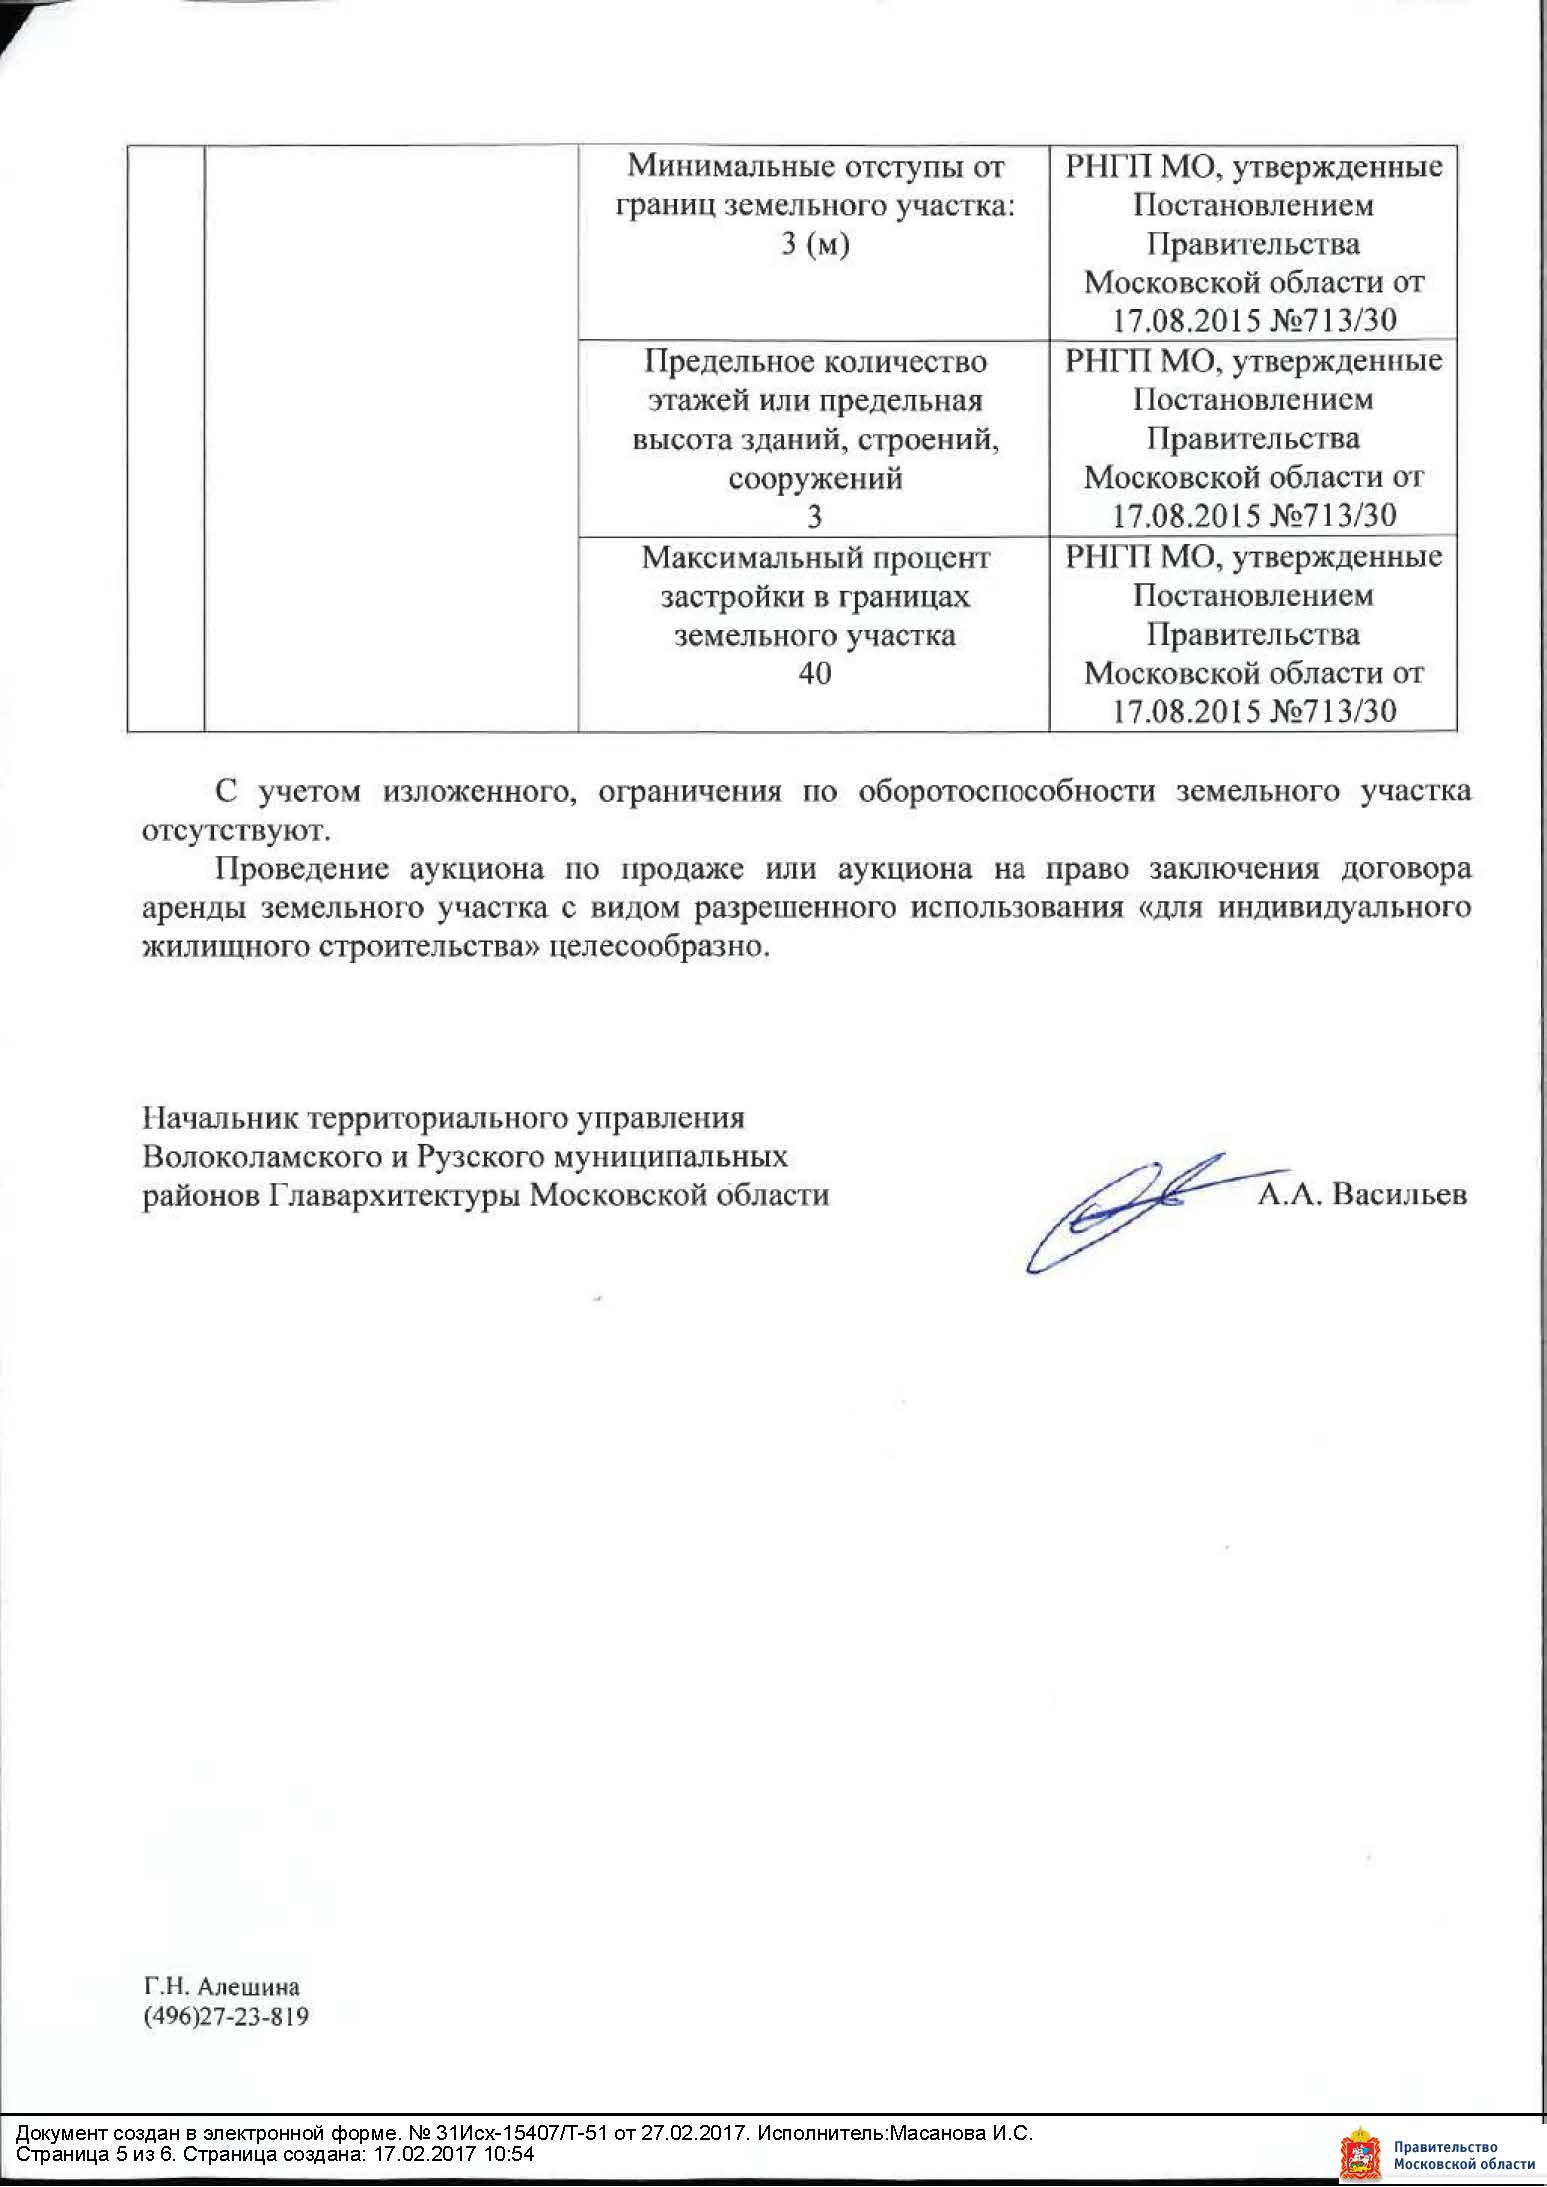 Минимальные отступы от
границ земельного участка:
3 (м)
РНГП МО, утвержденные
Постановлением
Правительства
Московской области от
17.08.2015 №713/30
Предельное количество
этажей или предельная
высота зданий, строений,
сооружений
3
РНГП МО, утвержденные
Постановлением
Правительства
Московской области от
17.08.2015 №713/30
Максимальный процент
застройки в границах
земельного участка
40
РНГП МО, утвержденные
Постановлением
Правительства
Московской области от
17.08.2015 №713/30
С учетом изложенного, ограничения по оборотоспособности земельного участка
отсутствуют.
Проведение аукциона по продаже или аукциона на право заключения договора
аренды земельного участка с видом разрешенного использования «для индивидуального
жилищного строительства» целесообразно.
Начальник территориального управления
Волоколамского и Рузского муниципальных
районов Главархитектуры Московской области
А.А. Васильев
Г.Н. Алешина
(496)27-23-819
Документ создан в электронной форме. № 31Исх-15407/Т-51 от 27.02.2017. Исполнитель:Масанова И.С.
Страница 5 из 6. Страница создана: 17.02.2017 10:54
Правительство
Московской области